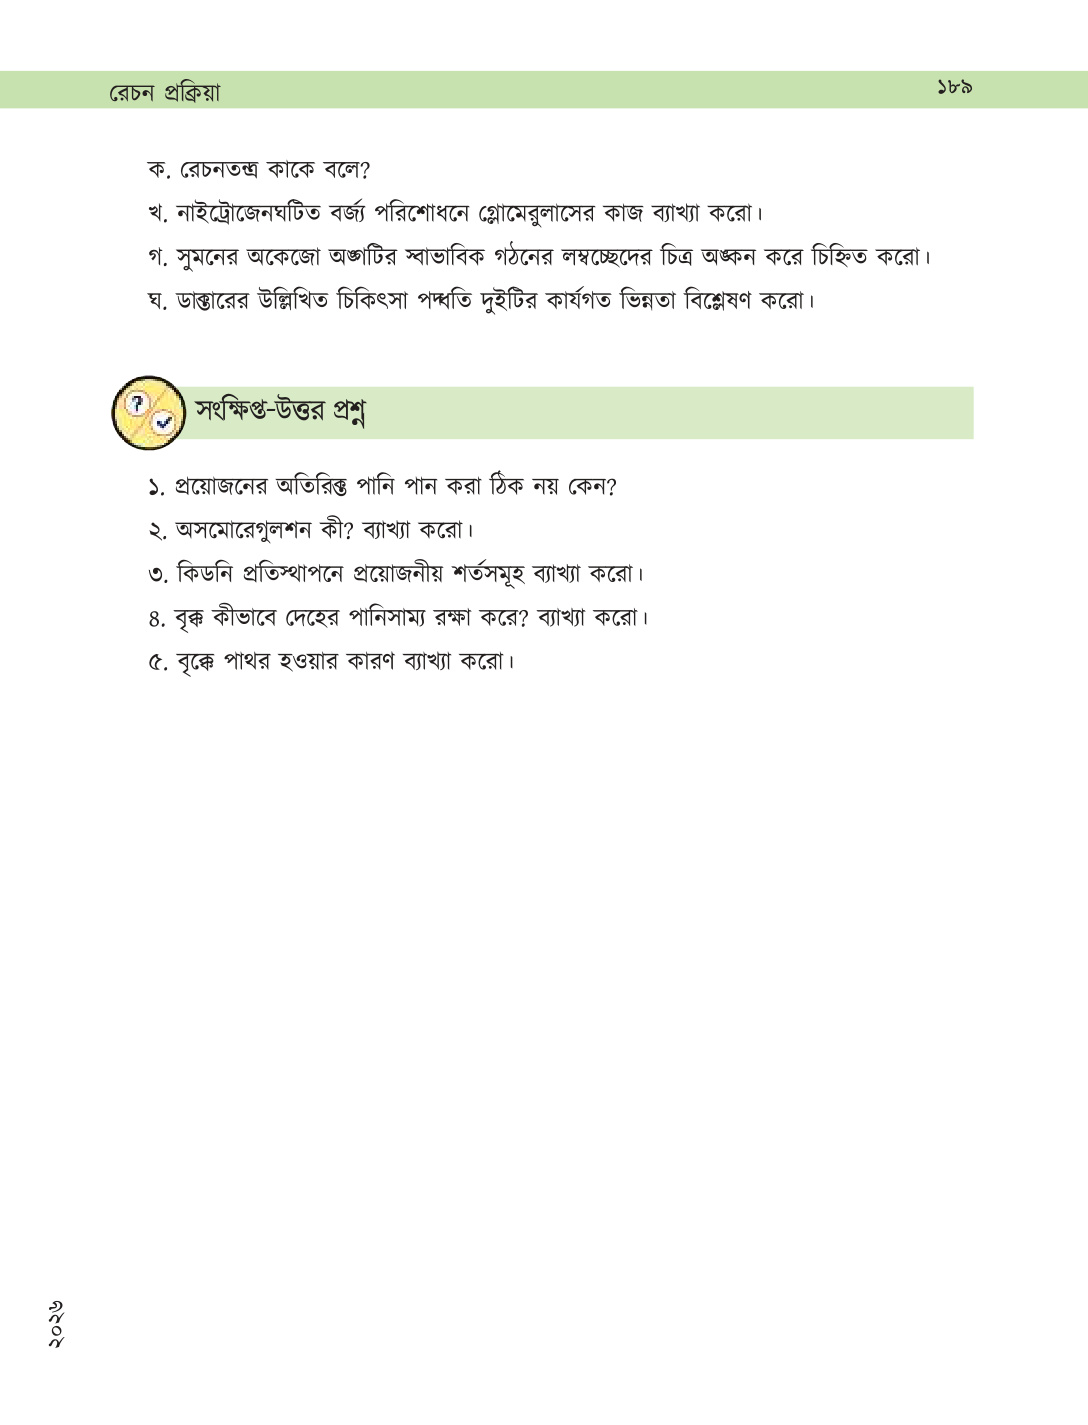 রেচন প্রক্রিয়া
১৮৯
ক. রেচনতন্ত্র কাকে বলে?
খ. নাইট্রোজেনঘটিত বর্জ্য পরিশোধনে গ্লোমেরুলাসের কাজ ব্যাখ্যা করো।
গ. সুমনের অকেজো অঙ্গটির স্বাভাবিক গঠনের লম্বচ্ছেদের চিত্র অঙ্কন করে চিহ্নিত করো।
ঘ. ডাক্তারের উল্লিখিত চিকিৎসা পদ্ধতি দুইটির কার্যগত ভিন্নতা বিশ্লেষণ করো।
সংক্ষিপ্ত-উত্তর প্রশ্ন
১. প্রয়োজনের অতিরিক্ত পানি পান করা ঠিক নয় কেন?
২. অসমোরেগুলশন কী? ব্যাখ্যা করো।
৩. কিডনি প্রতিস্থাপনে প্রয়োজনীয় শর্তসমূহ ব্যাখ্যা করো।
৪. বৃক্ক কীভাবে দেহের পানিসাম্য রক্ষা করে? ব্যাখ্যা করো।
৫. বৃক্কে পাথর হওয়ার কারণ ব্যাখ্যা করো।
২০২৬